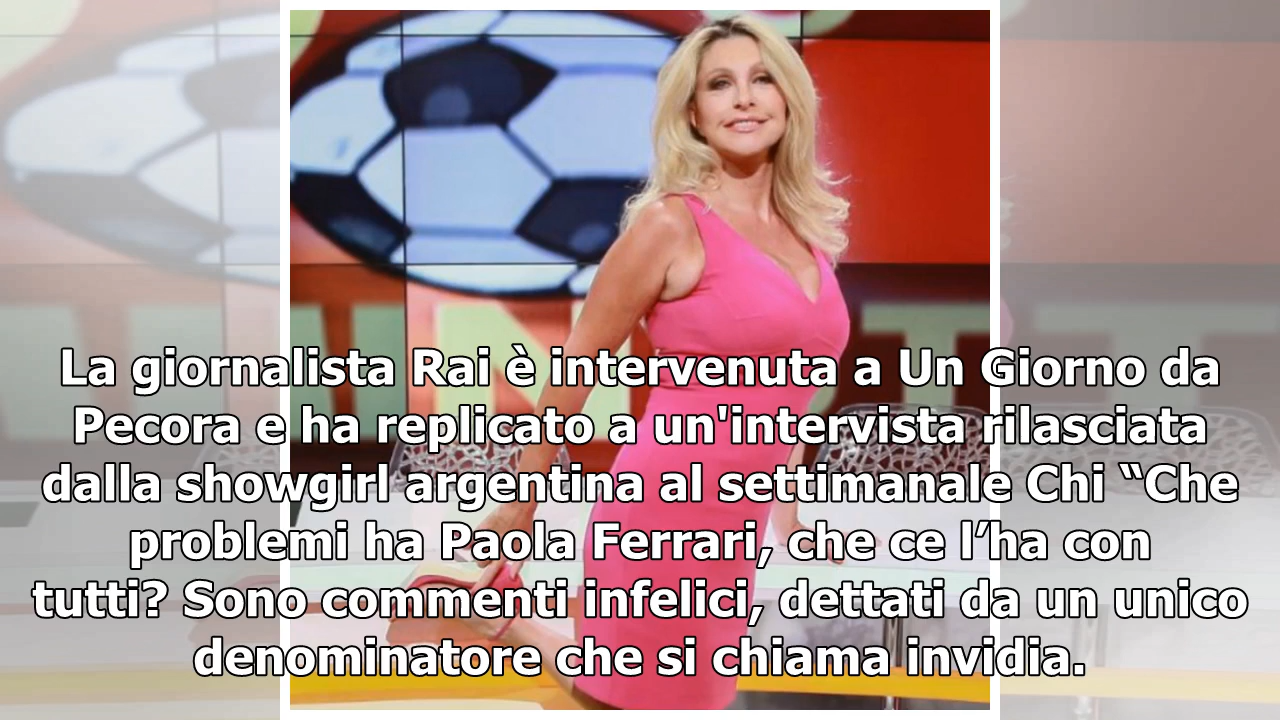 La giornalista Rai è intervenuta a Un Giorno da
Pecora e ha replicato a un'intervista rilasciata
dalla showgirl argentina al settimanale Chi “Che
problemi ha Paola Ferrari, che ce l’ha con
tutti? Sono commenti infelici, dettati da un unico
denominatore che si chiama invidia.